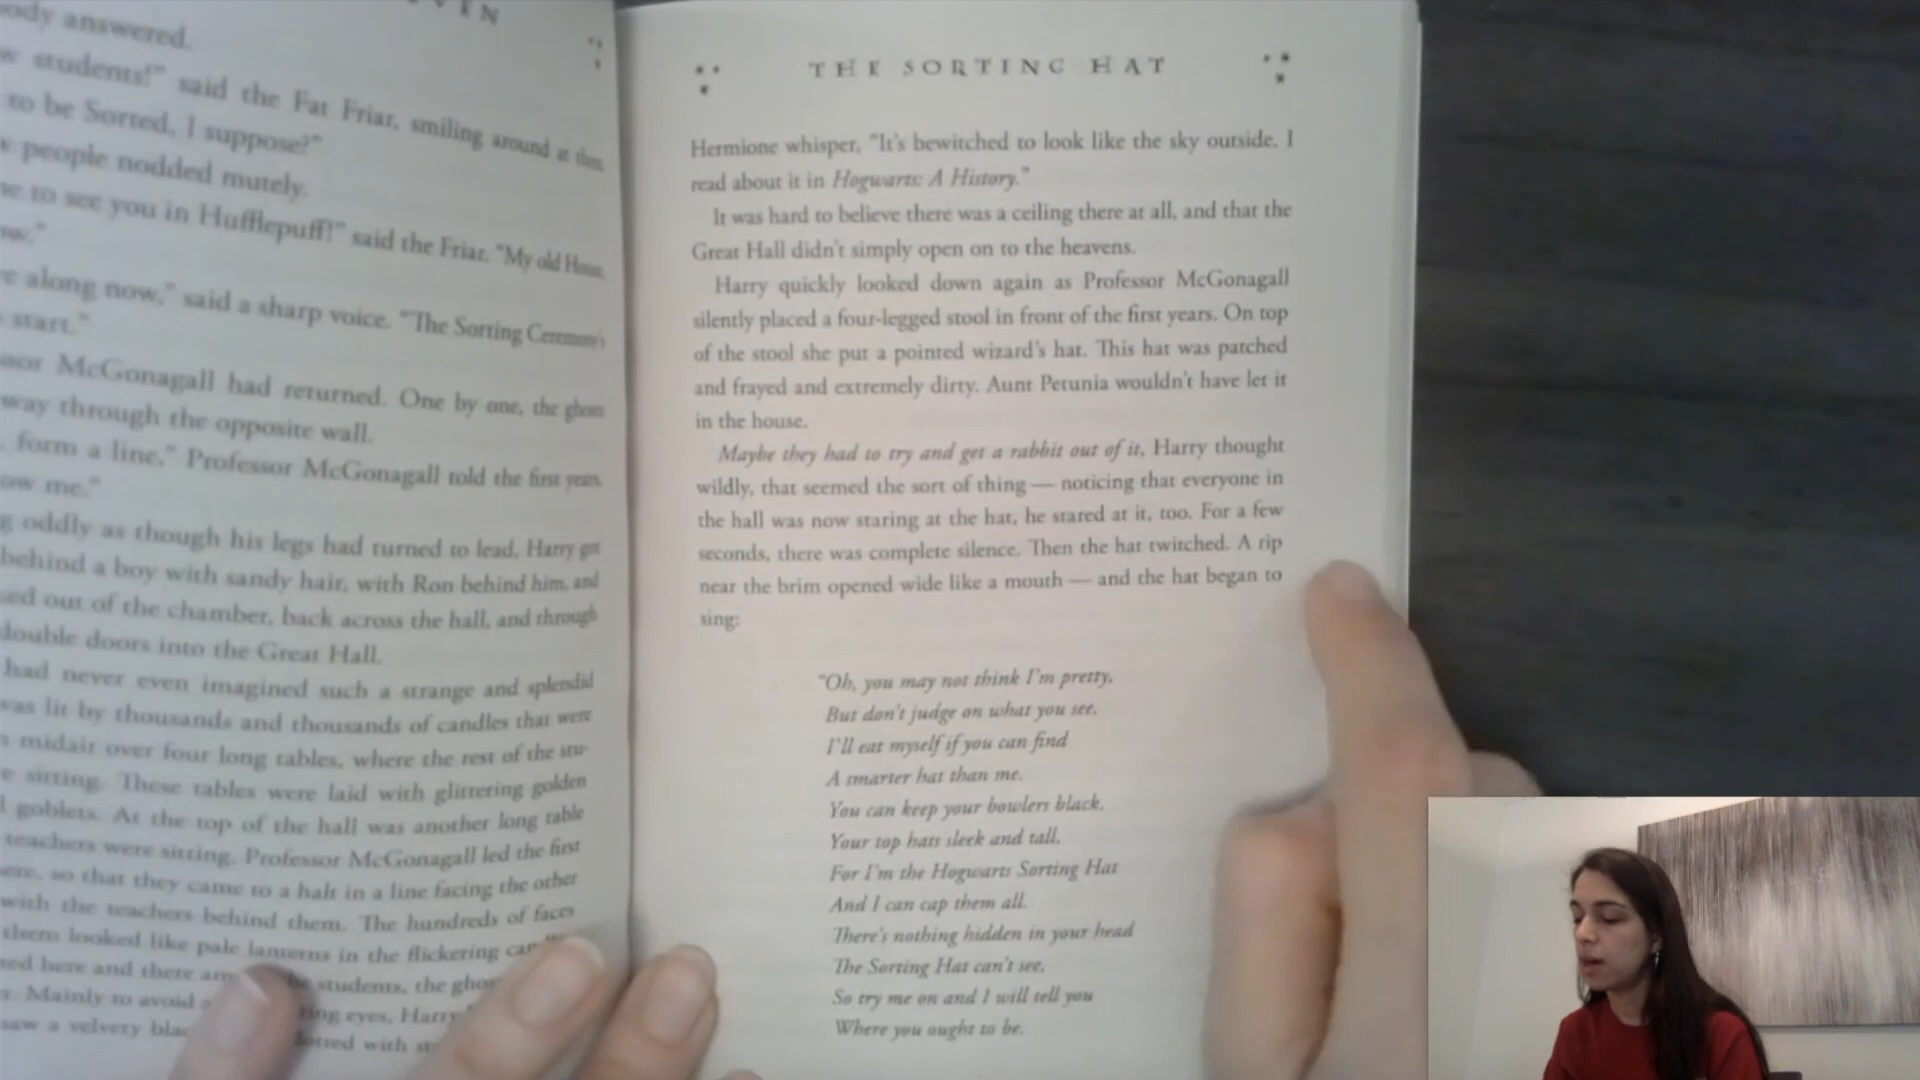 VEN
body answered.
students!" said the Fat Friar, smiling around at them.
to be Sorted, I suppose?"
people nodded mutely.
to see you in Hufflepuff!" said the Friar. "My old House,
along now," said a sharp voice. "The Sorting Ceremony's
start."
McGonagall had returned. One by one, the ghosts
way through the opposite wall.
form a line," Professor McGonagall told the first years,
me."
oddly as though his legs had turned to lead, Harry got
behind a boy with sandy hair, with Ron behind him, and
out of the chamber, back across the hall, and through
double doors into the Great Hall.
had never even imagined such a strange and splendid
was lit by thousands and thousands of candles that were
midair over four long tables, where the rest of the stu-
sitting. These tables were laid with glittering golden
goblets. At the top of the hall was another long table
teachers were sitting. Professor McGonagall led the first
so that they came to a halt in a line facing the other
with the teachers behind them. The hundreds of faces
them looked like pale lanterns in the flickering
here and there students, the
Mainly to avoid eyes, Harry
saw a velvety with
THE SORTING HAT
Hermione whisper, "It's bewitched to look like the sky outside. I
read about it in Hogwarts: A History."
It was hard to believe there was a ceiling there at all, and that the
Great Hall didn't simply open on to the heavens.
Harry quickly looked down again as Professor McGonagall
silently placed a four-legged stool in front of the first years. On top
of the stool she put a pointed wizard's hat. This hat was patched
and frayed and extremely dirty. Aunt Petunia wouldn't have let it
in the house.
Maybe they had to try and get a rabbit out of it, Harry thought
wildly, that seemed the sort of thing — noticing that everyone in
the hall was now staring at the hat, he stared at it, too. For a few
seconds, there was complete silence. Then the hat twitched. A rip
near the brim opened wide like a mouth — and the hat began to
sing:
"Oh, you may not think I'm pretty,
But don't judge on what you see,
I'll eat myself if you can find
A smarter hat than me.
You can keep your bowlers black,
Your top hats sleek and tall,
For I'm the Hogwarts Sorting Hat
And I can cap them all.
There's nothing hidden in your head
The Sorting Hat can't see,
So try me on and I will tell you
Where you ought to be.